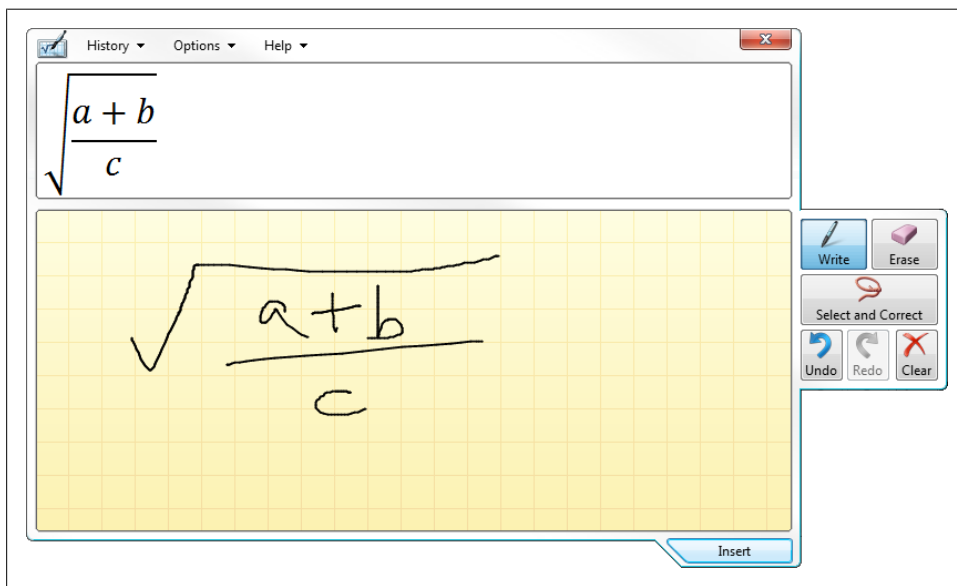 History Options Help
√((a + b)/c)
√((a+b)/c)
Write Erase
Select and Correct
Undo Redo Clear
Insert